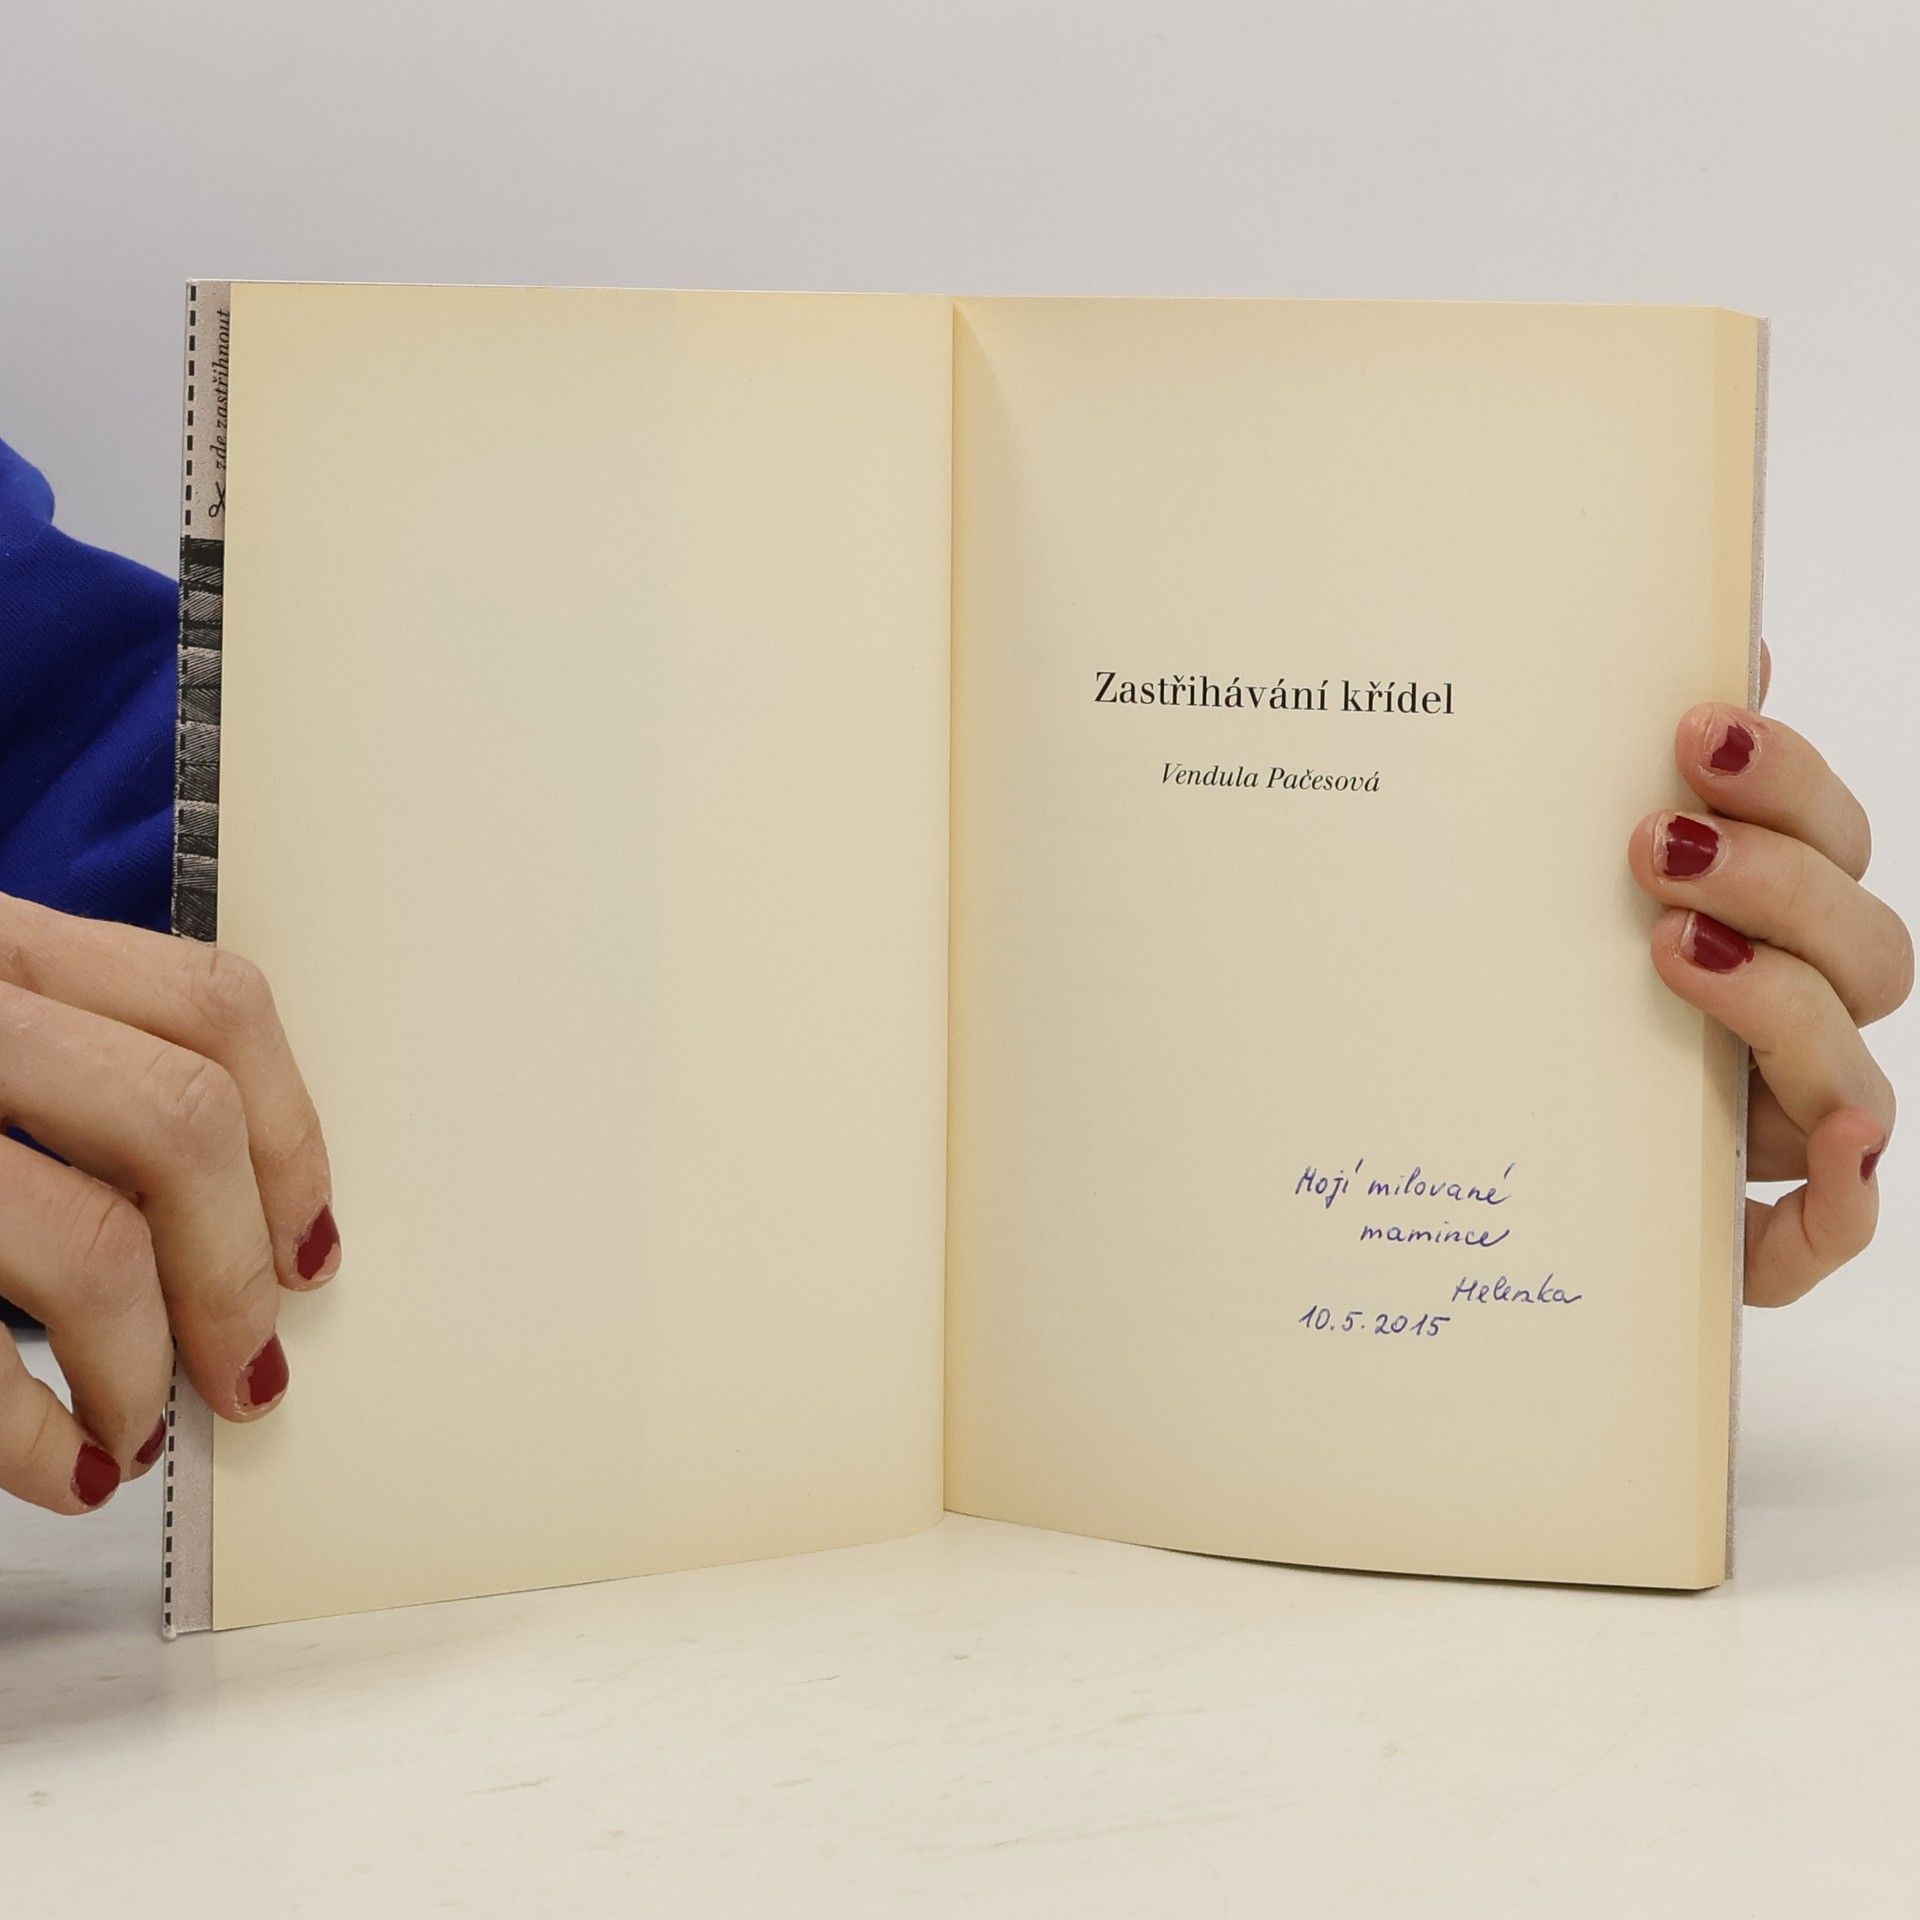 zde zastřihnout
Zastřihávání křídel
Vendula Pačesová
Mojí milované
mamince
Helenka
10.5.2015